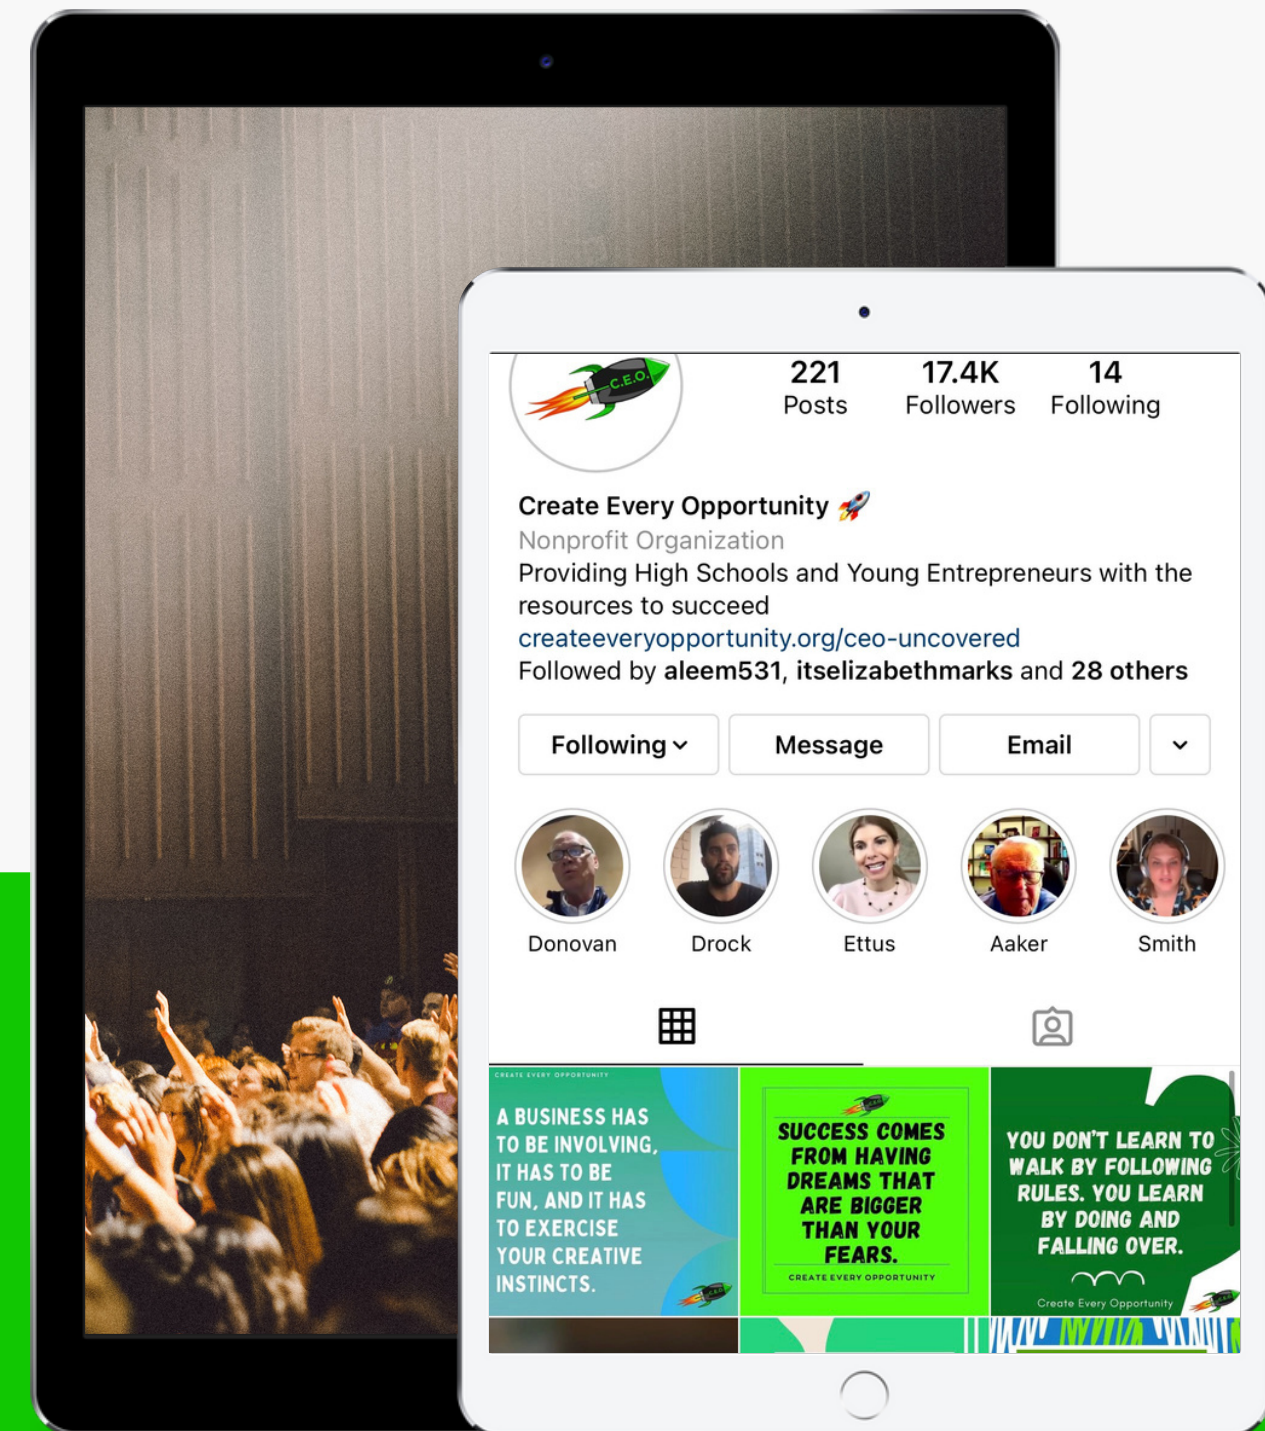 C.E.O.
221 17.4K 14
Posts Followers Following
Create Every Opportunity 🚀
Nonprofit Organization
Providing High Schools and Young Entrepreneurs with the
resources to succeed
createeveryopportunity.org/ceo-uncovered
Followed by aleem531, itselizabethmarks and 28 others
Following Message Email
Donovan Drock Ettus Aaker Smith
CREATE EVERY OPPORTUNITY
A BUSINESS HAS
TO BE INVOLVING,
IT HAS TO BE
FUN, AND IT HAS
TO EXERCISE
YOUR CREATIVE
INSTINCTS.
SUCCESS COMES
FROM HAVING
DREAMS THAT
ARE BIGGER
THAN YOUR
FEARS.
CREATE EVERY OPPORTUNITY
YOU DON'T LEARN TO
WALK BY FOLLOWING
RULES. YOU LEARN
BY DOING AND
FALLING OVER.
Create Every Opportunity